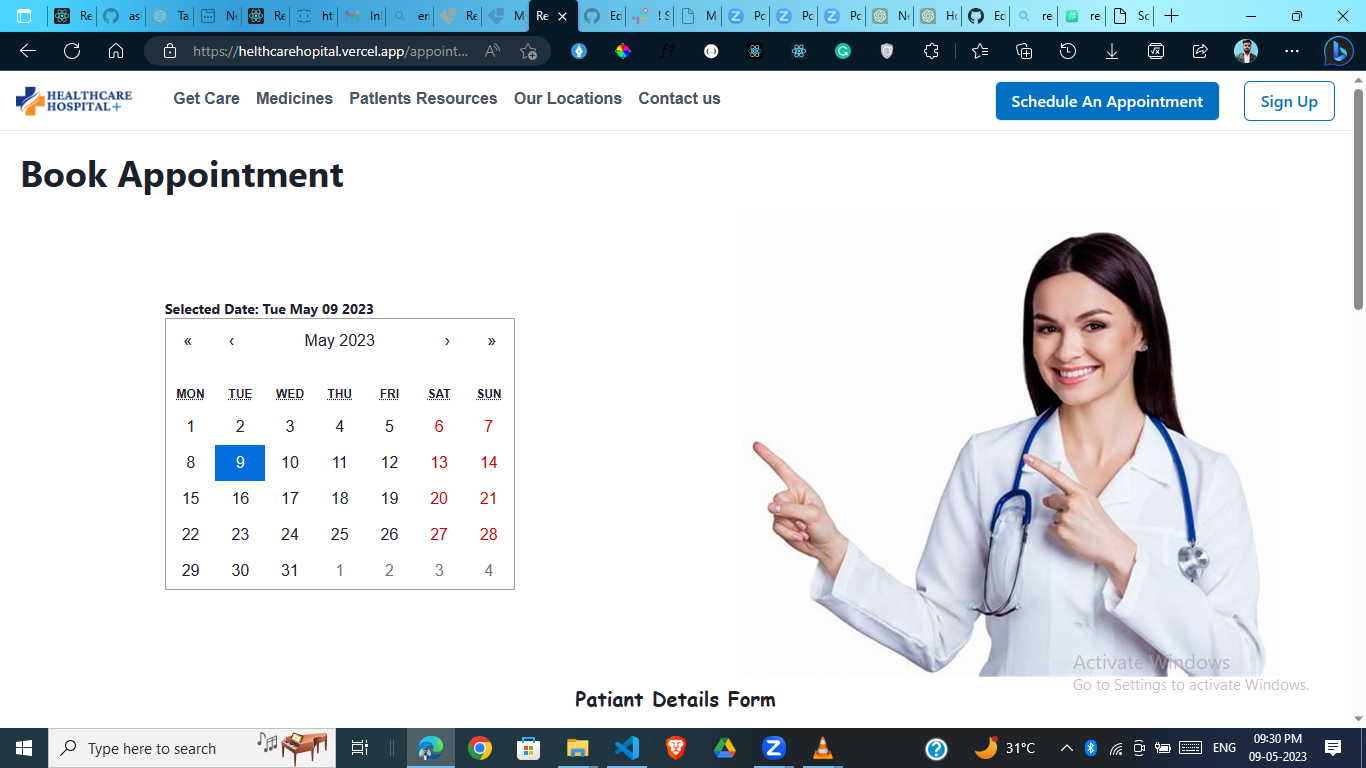 Re
as
Ta
Ne
Re
ht
In
en
Re
M
Re
Ed
! S
M
Pc
Pc
Pc
Ne
Ho
Ed
re
re
Sc
https://helthcarehopital.vercel.app/appoint...
HEALTHCARE
HOSPITAL+
Get Care Medicines PatIents Resources Our Locations Contact us Schedule An Appointment Sign Up
Book Appointment
Selected Date: Tue May 09 2023
« ‹ May 2023 › »
MON TUE WED THU FRI SAT SUN
1 2 3 4 5 6 7
8 9 10 11 12 13 14
15 16 17 18 19 20 21
22 23 24 25 26 27 28
29 30 31 1 2 3 4
Activate Windows
Go to Settings to activate Windows.
Patiant Details Form
Type here to search
31°C
ENG
09:30 PM
09-05-2023